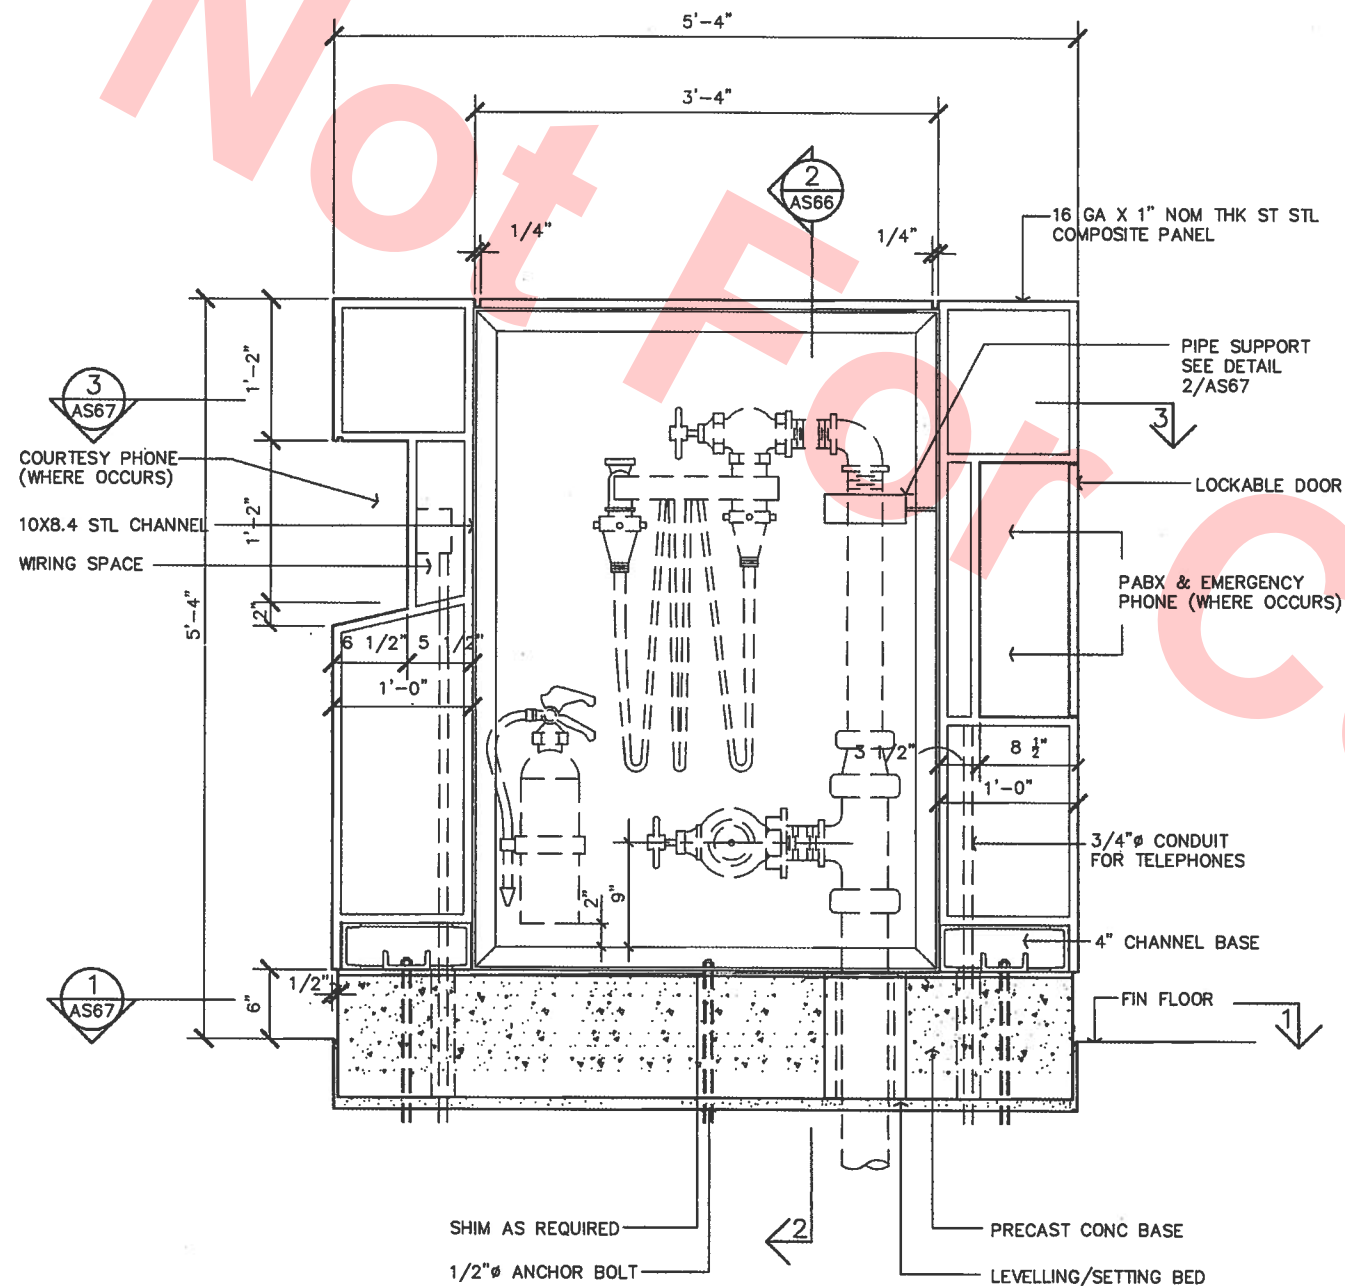 5'-4"
3'-4"
2
AS66
1/4"
1/4"
16 GA X 1" NOM THK ST STL
COMPOSITE PANEL
1'-2"
PIPE SUPPORT
SEE DETAIL
2/AS67
3
AS67
3
COURTESY PHONE
(WHERE OCCURS)
LOCKABLE DOOR
10X8.4 STL CHANNEL
1'-2"
WIRING SPACE
PABX & EMERGENCY
PHONE (WHERE OCCURS)
5'-4"
2"
6 1/2" 5 1/2"
1'-0"
3 1/2"
8 1/2"
1'-0"
3/4"ø CONDUIT
FOR TELEPHONES
2"
9"
4" CHANNEL BASE
1
AS67
6"
1/2"
FIN FLOOR
1
SHIM AS REQUIRED
2
PRECAST CONC BASE
1/2"ø ANCHOR BOLT
LEVELLING/SETTING BED
Not For C